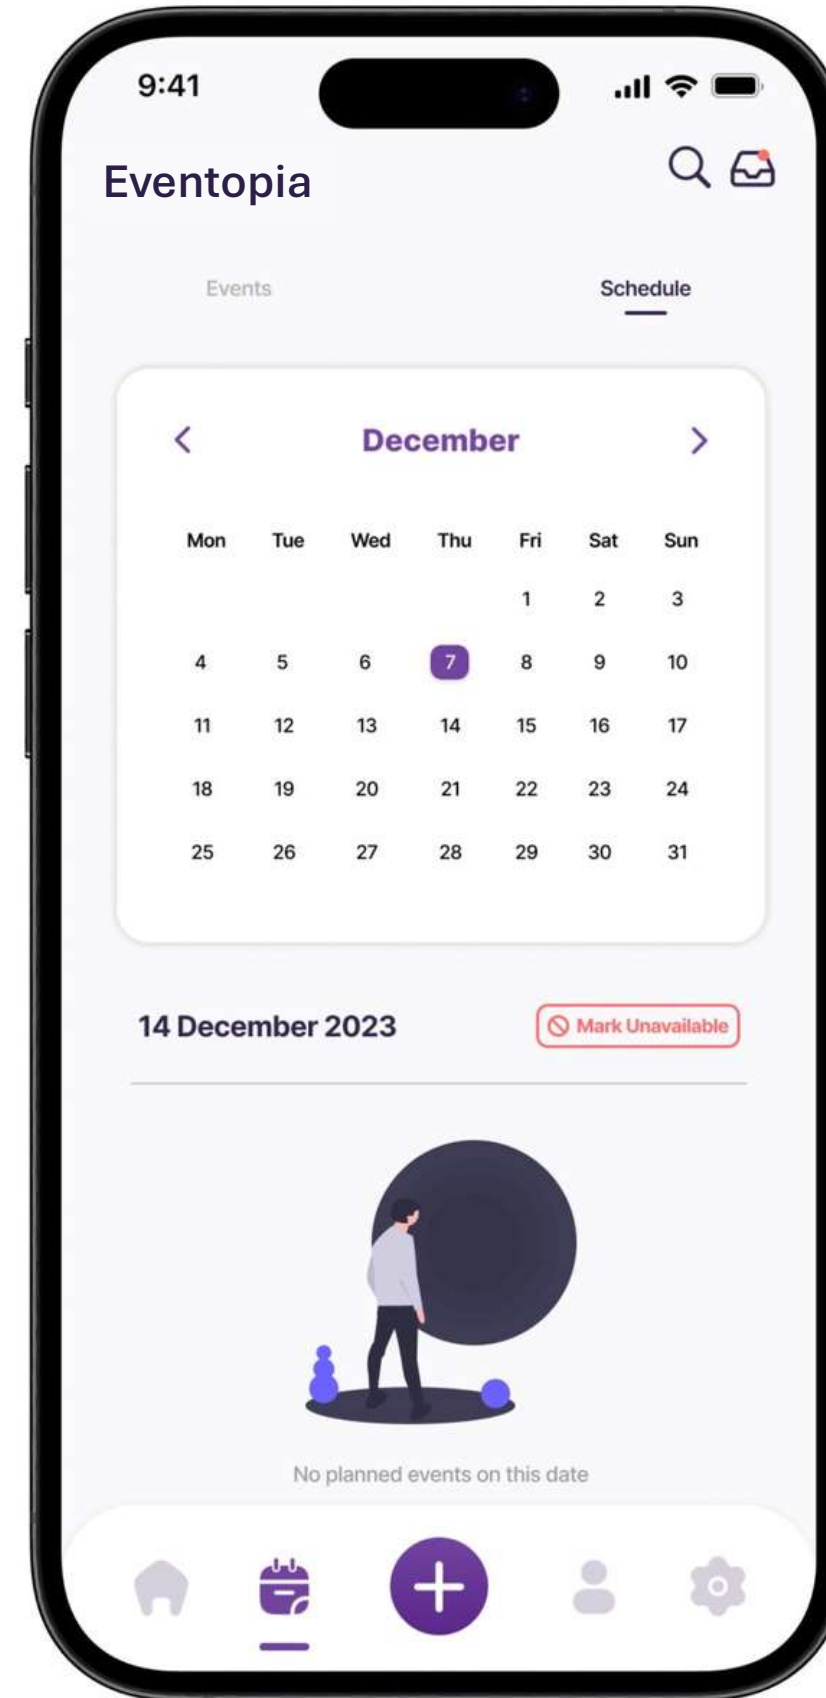 9:41
Eventopia
Events Schedule
December
Mon Tue Wed Thu Fri Sat Sun
1 2 3
4 5 6 7 8 9 10
11 12 13 14 15 16 17
18 19 20 21 22 23 24
25 26 27 28 29 30 31
14 December 2023 Mark Unavailable
No planned events on this date